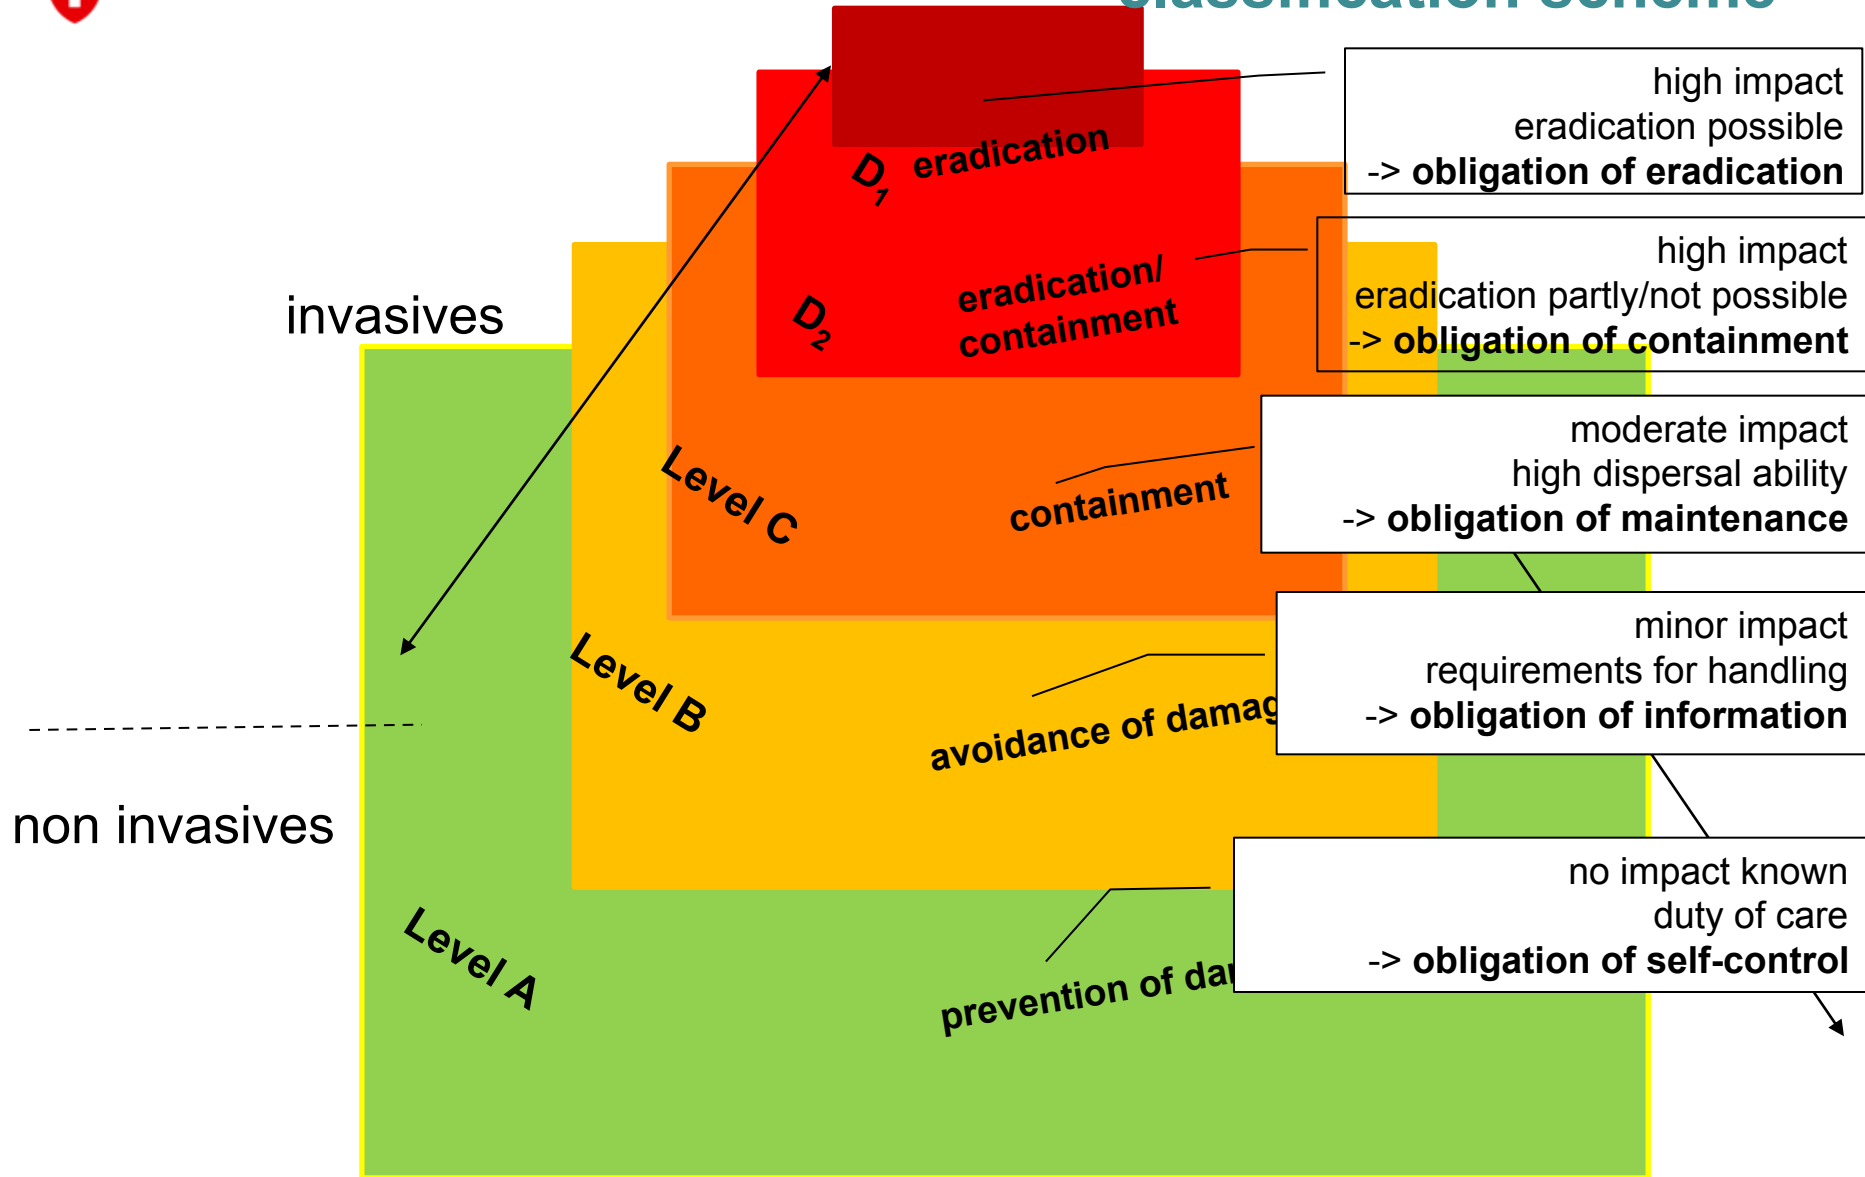 classification scheme
high impact
eradication possible
-> obligation of eradication
D1 eradication
high impact
eradication partly/not possible
-> obligation of containment
D2 eradication/
containment
invasives
moderate impact
high dispersal ability
-> obligation of maintenance
Level C containment
minor impact
requirements for handling
-> obligation of information
Level B avoidance of
non invasives
no impact known
duty of care
-> obligation of self-control
Level A prevention of